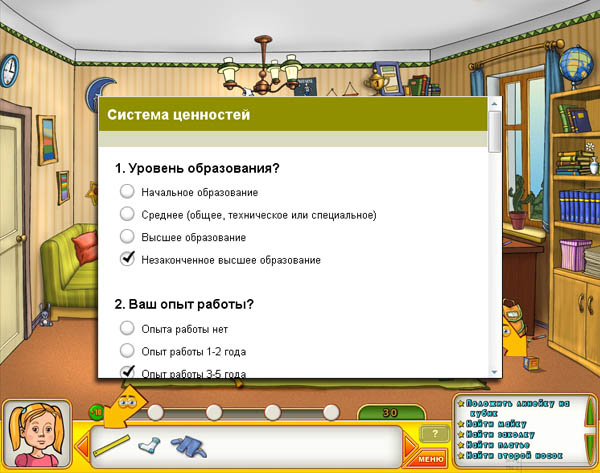 Система ценностей
1. Уровень образования?
Начальное образование
Среднее (общее, техническое или специальное)
Высшее образование
Незаконченное высшее образование
2. Ваш опыт работы?
Опыта работы нет
Опыт работы 1-2 года
Опыт работы 3-5 года
30
?
МЕНЮ
Положить линейку на
кубик
Найти майку
Найти заколку
Найти платье
Найти второй носок